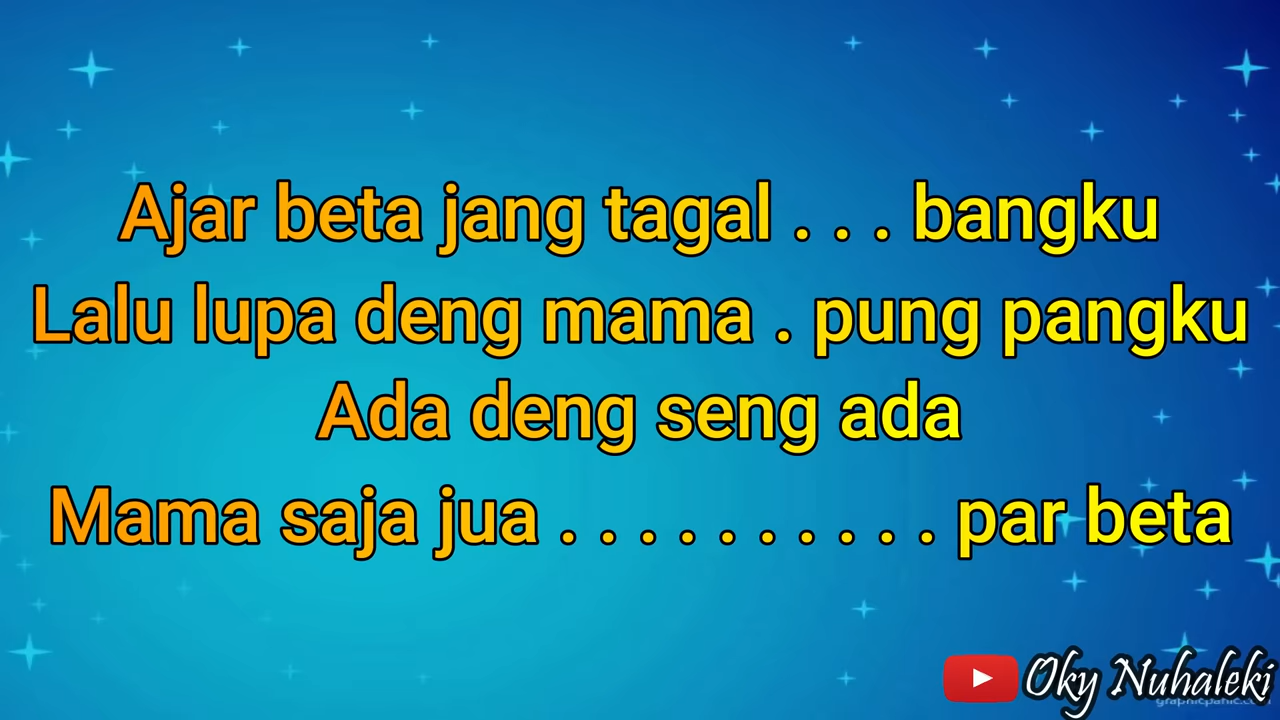 Ajar beta jang tagal . . . bangku
Lalu lupa deng mama . pung pangku
Ada deng seng ada
Mama saja jua . . . . . . . . . . par beta
Oky Nuhaleki